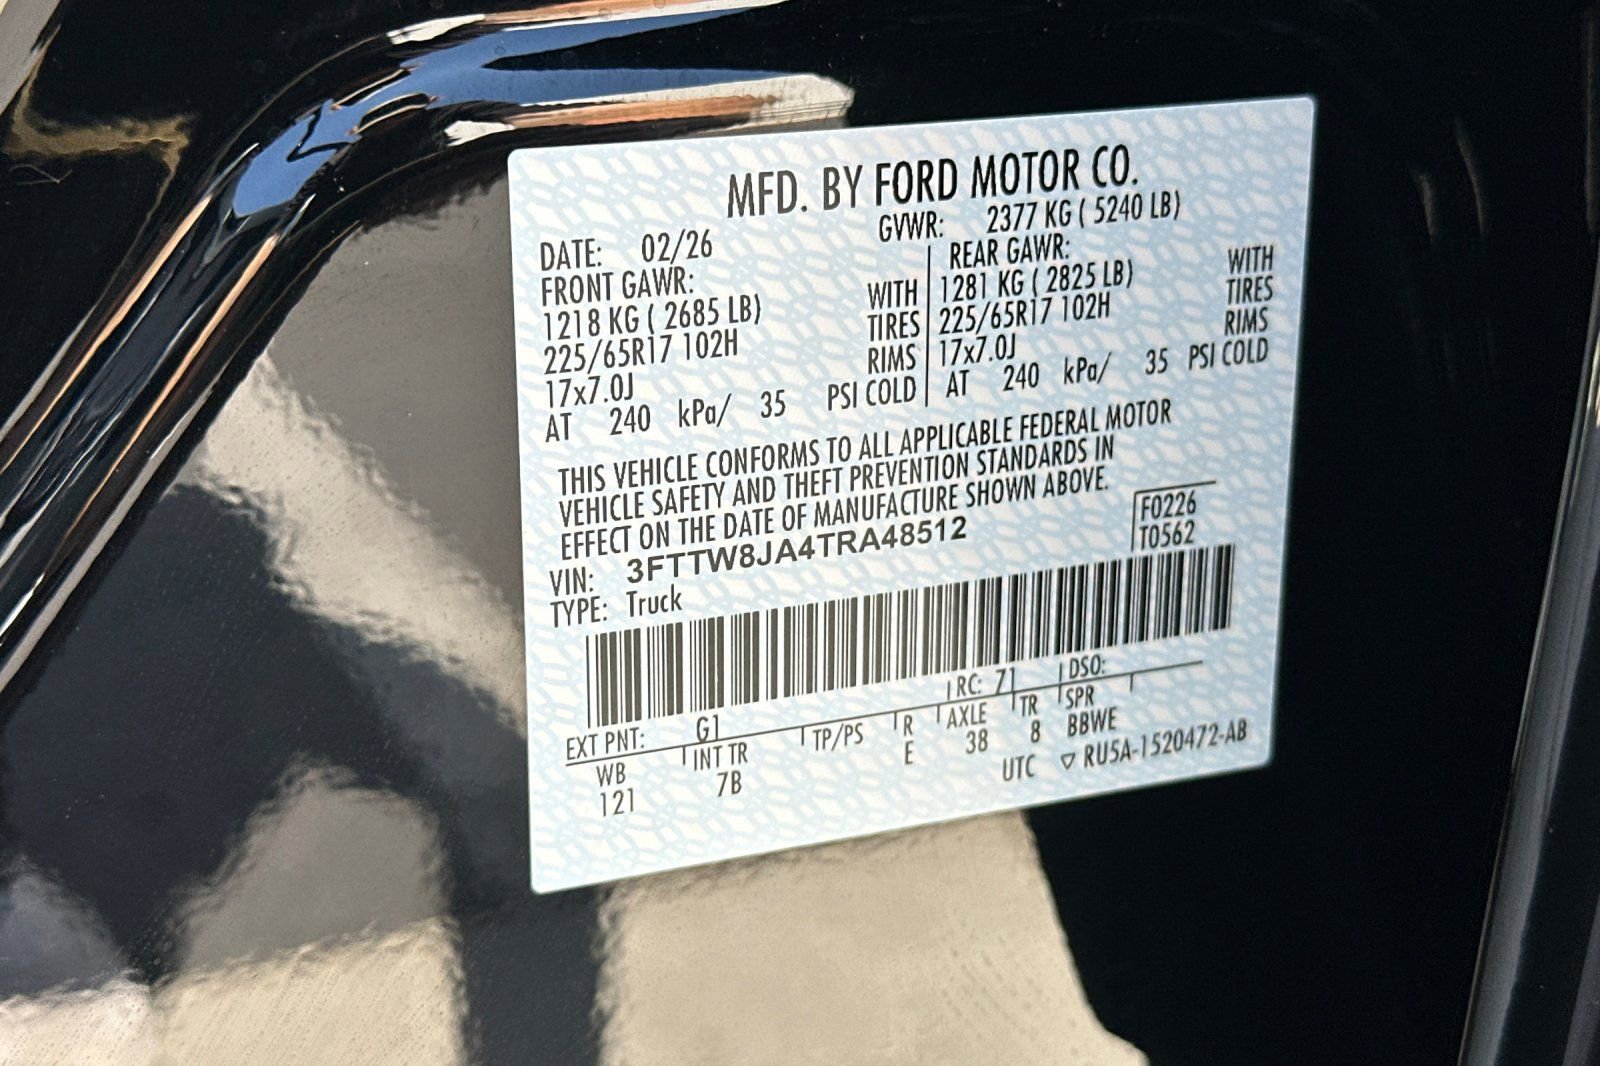 MFD. BY FORD MOTOR CO.
DATE: 02/26 GVWR: 2377 KG ( 5240 LB)
FRONT GAWR: REAR GAWR:
1218 KG ( 2685 LB) WITH 1281 KG ( 2825 LB) WITH
225/65R17 102H TIRES 225/65R17 102H TIRES
17x7.0J RIMS 17x7.0J RIMS
AT 240 kPa/ 35 PSI COLD AT 240 kPa/ 35 PSI COLD
THIS VEHICLE CONFORMS TO ALL APPLICABLE FEDERAL MOTOR
VEHICLE SAFETY AND THEFT PREVENTION STANDARDS IN
EFFECT ON THE DATE OF MANUFACTURE SHOWN ABOVE.
VIN: 3FTTW8JA4TRA48512 F0226
TYPE: Truck T0562
EXT PNT: G1 RC: 71 DSO:
WB INT TR TP/PS R AXLE TR SPR
121 7B E 38 8 BBWE
UTC ▽ RU5A-1520472-AB